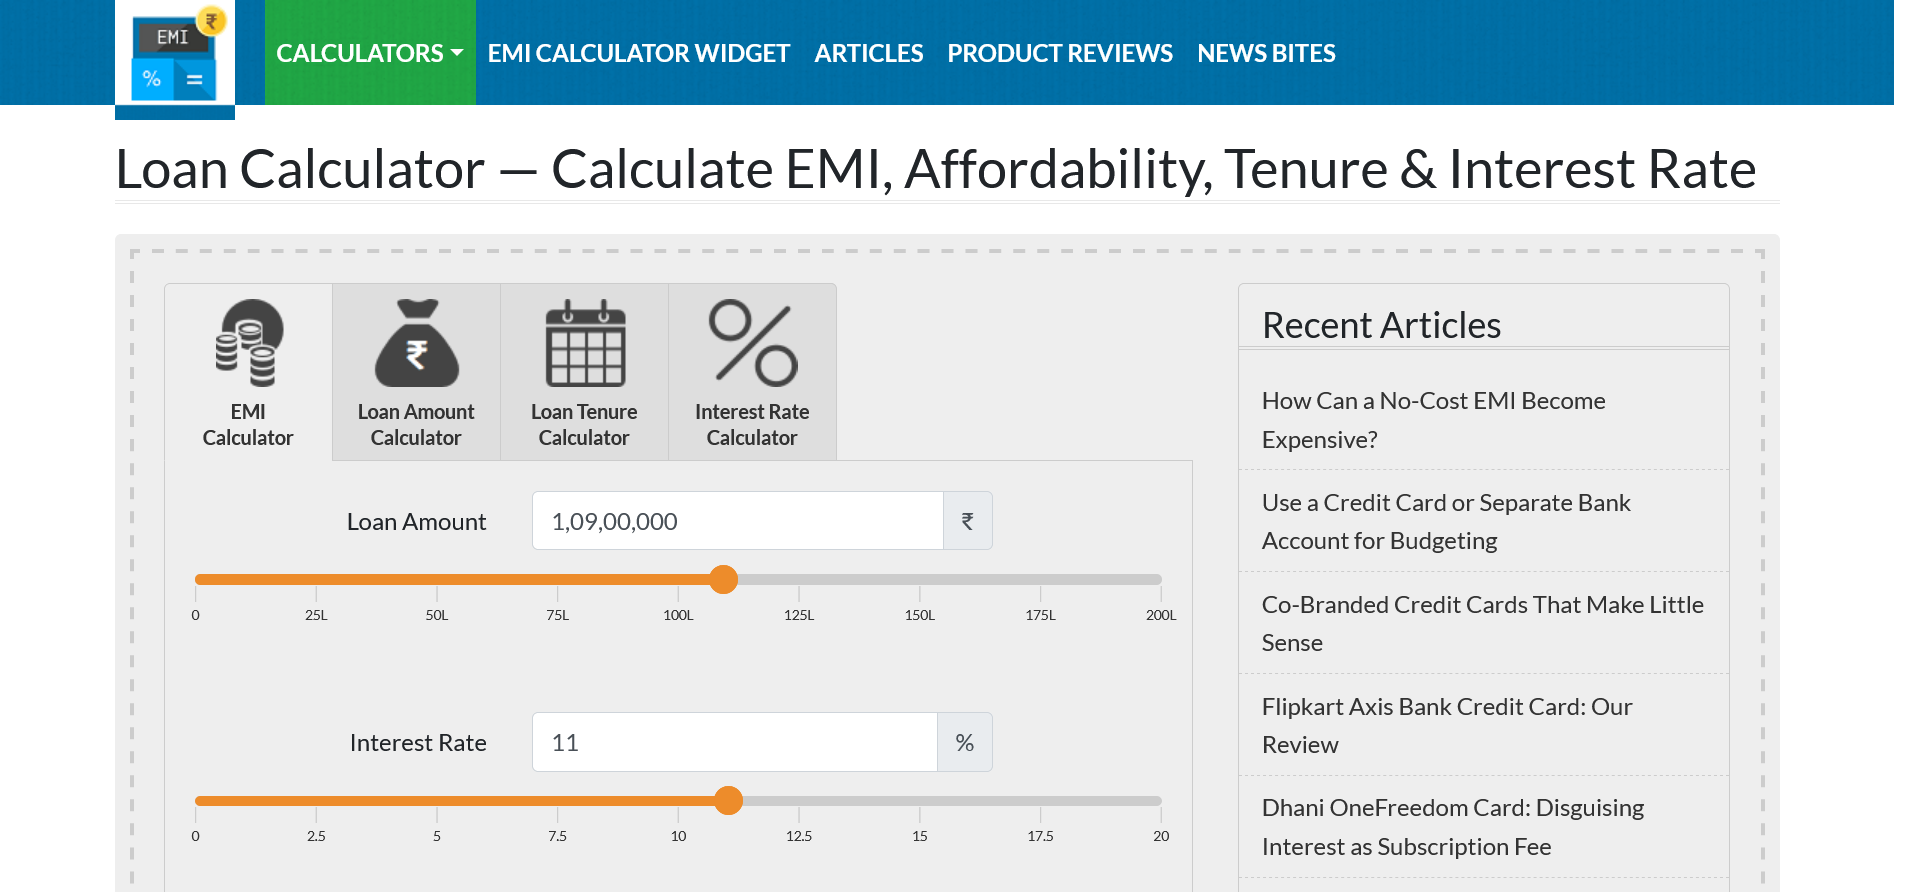 EMI
₹
%
=
CALCULATORS
EMI CALCULATOR WIDGET
ARTICLES
PRODUCT REVIEWS
NEWS BITES
Loan Calculator — Calculate EMI, Affordability, Tenure & Interest Rate
₹
EMI
Calculator
Loan Amount
Calculator
Loan Tenure
Calculator
Interest Rate
Calculator
Loan Amount
1,09,00,000
₹
0
25L
50L
75L
100L
125L
150L
175L
200L
Interest Rate
11
%
0
2.5
5
7.5
10
12.5
15
17.5
20
Recent Articles
How Can a No-Cost EMI Become
Expensive?
Use a Credit Card or Separate Bank
Account for Budgeting
Co-Branded Credit Cards That Make Little
Sense
Flipkart Axis Bank Credit Card: Our
Review
Dhani OneFreedom Card: Disguising
Interest as Subscription Fee